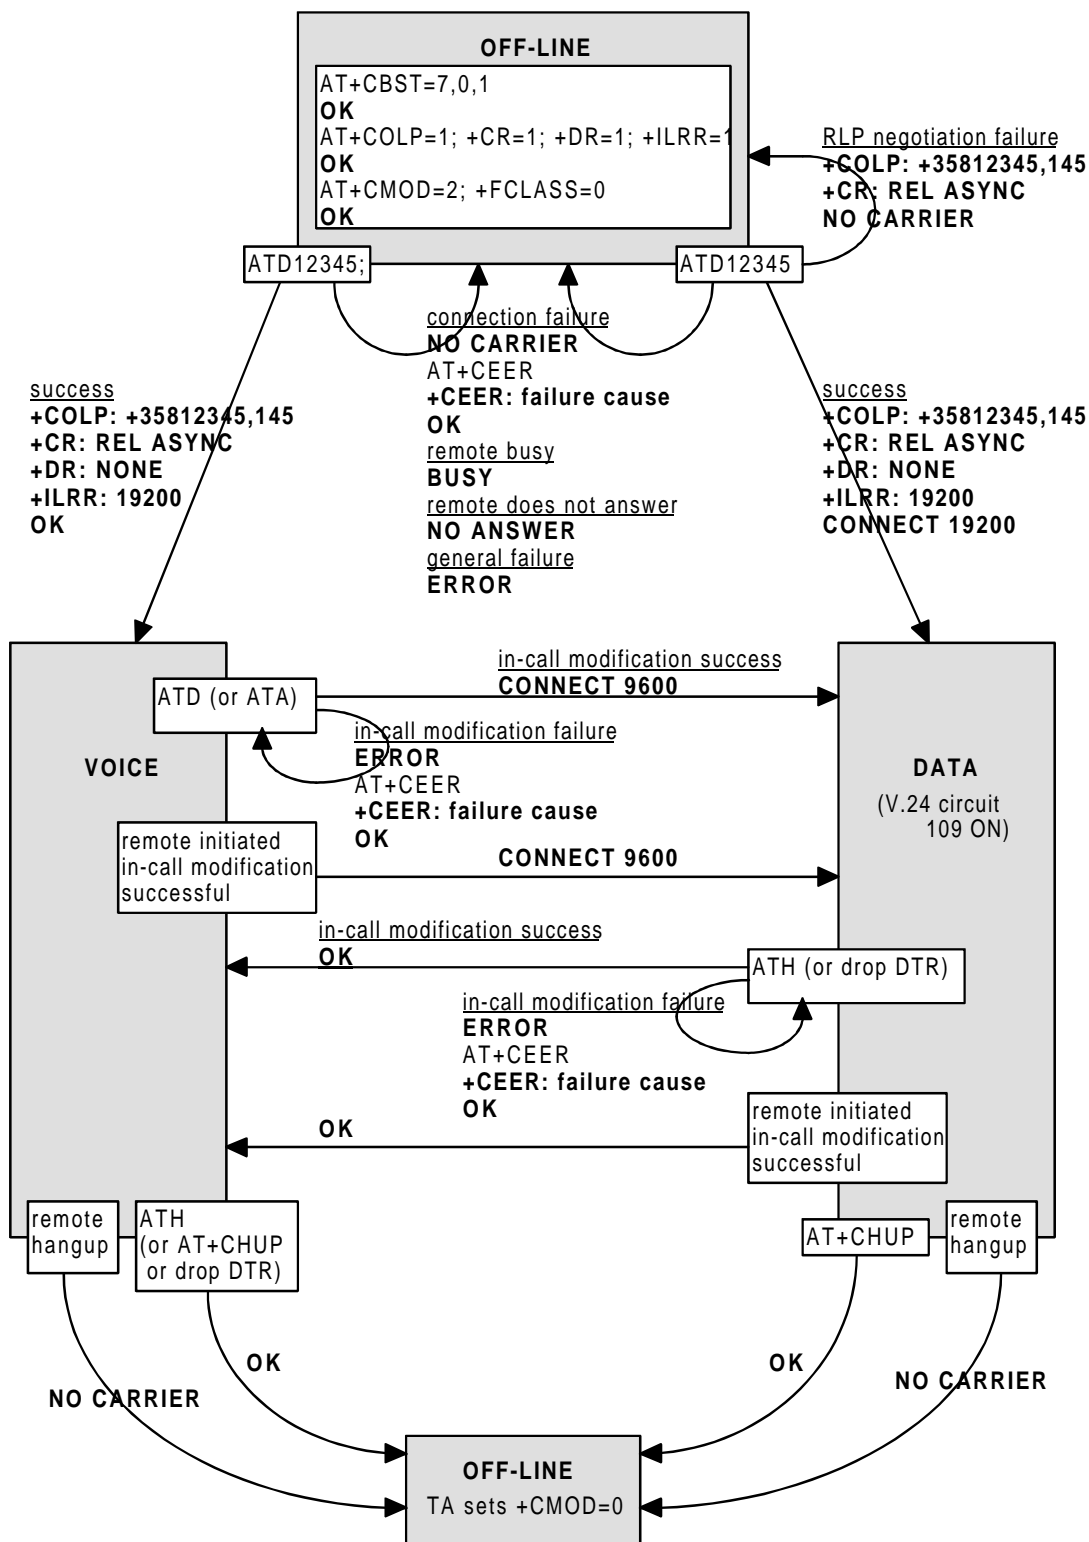 OFF-LINE
AT+CBST=7,0,1
OK
AT+COLP=1; +CR=1; +DR=1; +ILRR=1
OK
AT+CMOD=2; +FCLASS=0
OK
RLP negotiation failure
+COLP: +35812345,145
+CR: REL ASYNC
NO CARRIER
ATD12345;
ATD12345
connection failure
NO CARRIER
AT+CEER
+CEER: failure cause
OK
remote busy
BUSY
remote does not answer
NO ANSWER
general failure
ERROR
success
+COLP: +35812345,145
+CR: REL ASYNC
+DR: NONE
+ILRR: 19200
OK
success
+COLP: +35812345,145
+CR: REL ASYNC
+DR: NONE
+ILRR: 19200
CONNECT 19200
VOICE
ATD (or ATA)
in-call modification success
CONNECT 9600
in-call modification failure
ERROR
AT+CEER
+CEER: failure cause
OK
DATA
(V.24 circuit
109 ON)
remote initiated
in-call modification
successful
CONNECT 9600
in-call modification success
OK
ATH (or drop DTR)
in-call modification failure
ERROR
AT+CEER
+CEER: failure cause
OK
remote initiated
in-call modification
successful
OK
remote
hangup
ATH
(or AT+CHUP
or drop DTR)
AT+CHUP
remote
hangup
OK
NO CARRIER
OK
NO CARRIER
OFF-LINE
TA sets +CMOD=0